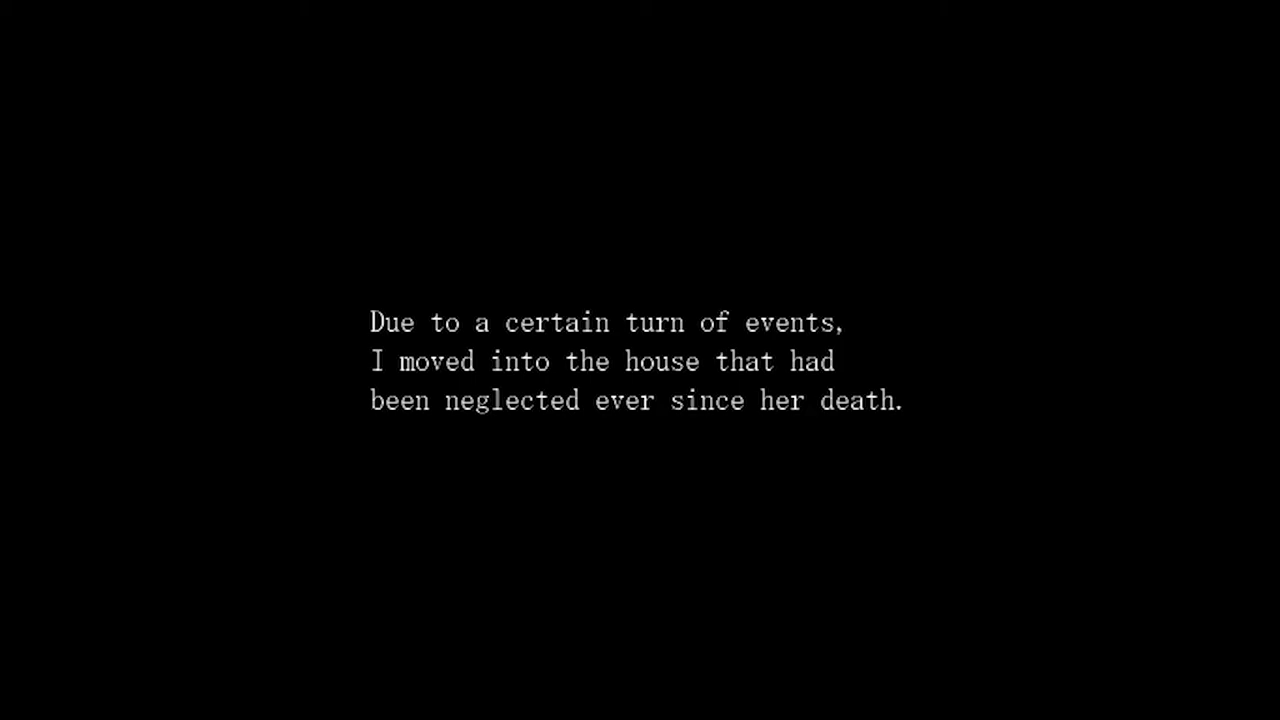 Due to a certain turn of events,
I moved into the house that had
been neglected ever since her death.